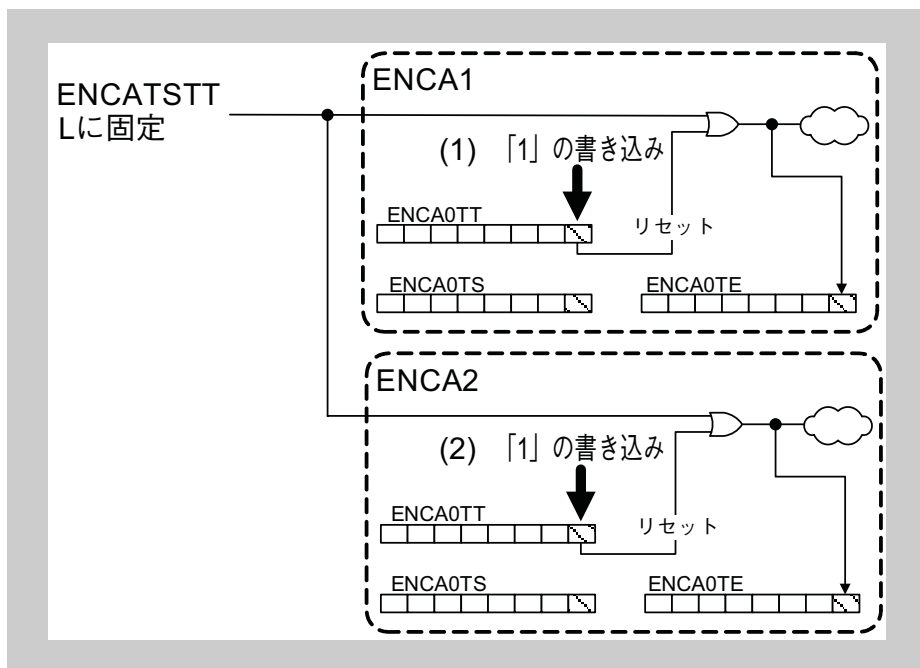 ENCATSTT
Lに固定
ENCA1
(1) 「1」の書き込み
ENCA0TT
リセット
ENCA0TS
ENCA0TE
ENCA2
(2) 「1」の書き込み
ENCA0TT
リセット
ENCA0TS
ENCA0TE